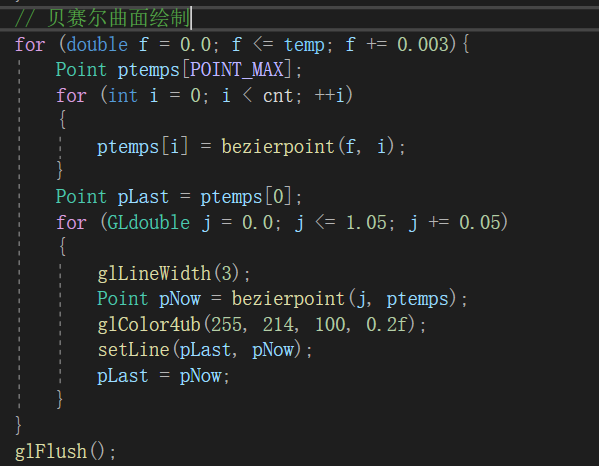 // 贝赛尔曲面绘制
for (double f = 0.0; f <= temp; f += 0.003){
Point ptemps[POINT_MAX];
for (int i = 0; i < cnt; ++i)
{
ptemps[i] = bezierpoint(f, i);
}
Point pLast = ptemps[0];
for (GLdouble j = 0.0; j <= 1.05; j += 0.05)
{
glLineWidth(3);
Point pNow = bezierpoint(j, ptemps);
glColor4ub(255, 214, 100, 0.2f);
setLine(pLast, pNow);
pLast = pNow;
}
}
glFlush();